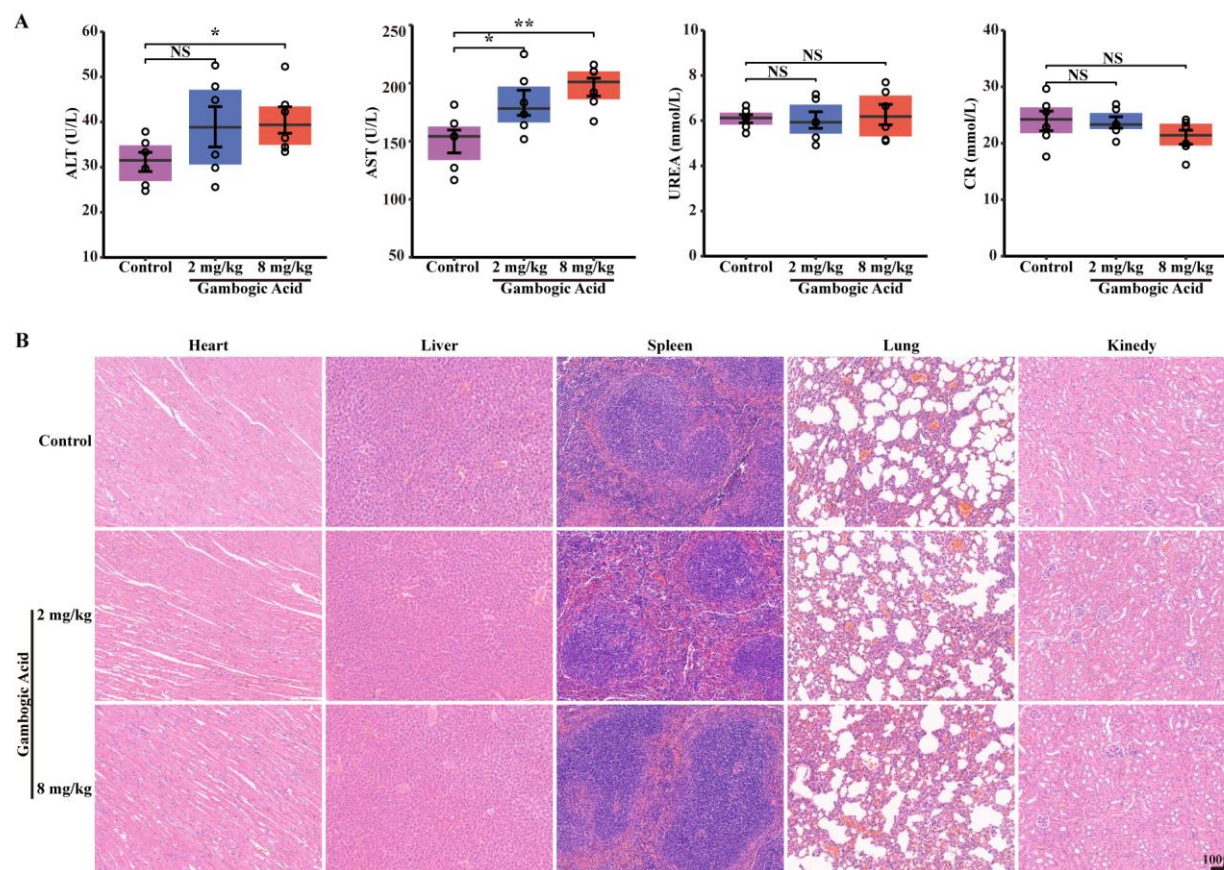 A
ALT (U/L)
60
50
40
30
20
10
*
NS
Control
2 mg/kg
8 mg/kg
Gambogic Acid
AST (U/L)
250
200
150
100
50
**
*
Control
2 mg/kg
8 mg/kg
Gambogic Acid
UREA (mmol/L)
10
8
6
4
2
0
NS
NS
Control
2 mg/kg
8 mg/kg
Gambogic Acid
CR (mmol/L)
40
30
20
10
0
NS
NS
Control
2 mg/kg
8 mg/kg
Gambogic Acid
B
Heart
Liver
Spleen
Lung
Kinedy
Control
2 mg/kg
Gambogic Acid
8 mg/kg